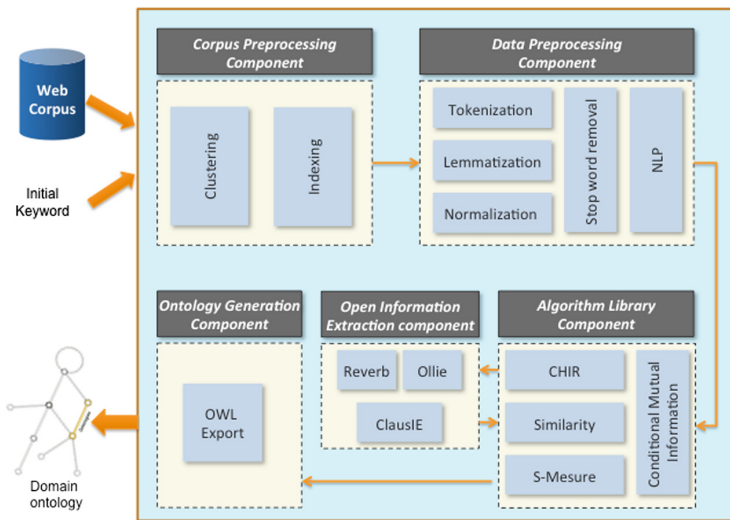 Web
Corpus
Initial
Keyword
Corpus Preprocessing
Component
Clustering
Indexing
Data Preprocessing
Component
Tokenization
Lemmatization
Normalization
Stop word removal
NLP
Ontology Generation
Component
OWL
Export
Open Information
Extraction component
Reverb
Ollie
ClausIE
Algorithm Library
Component
CHIR
Similarity
S-Mesure
Conditional Mutual
Information
Domain
ontology